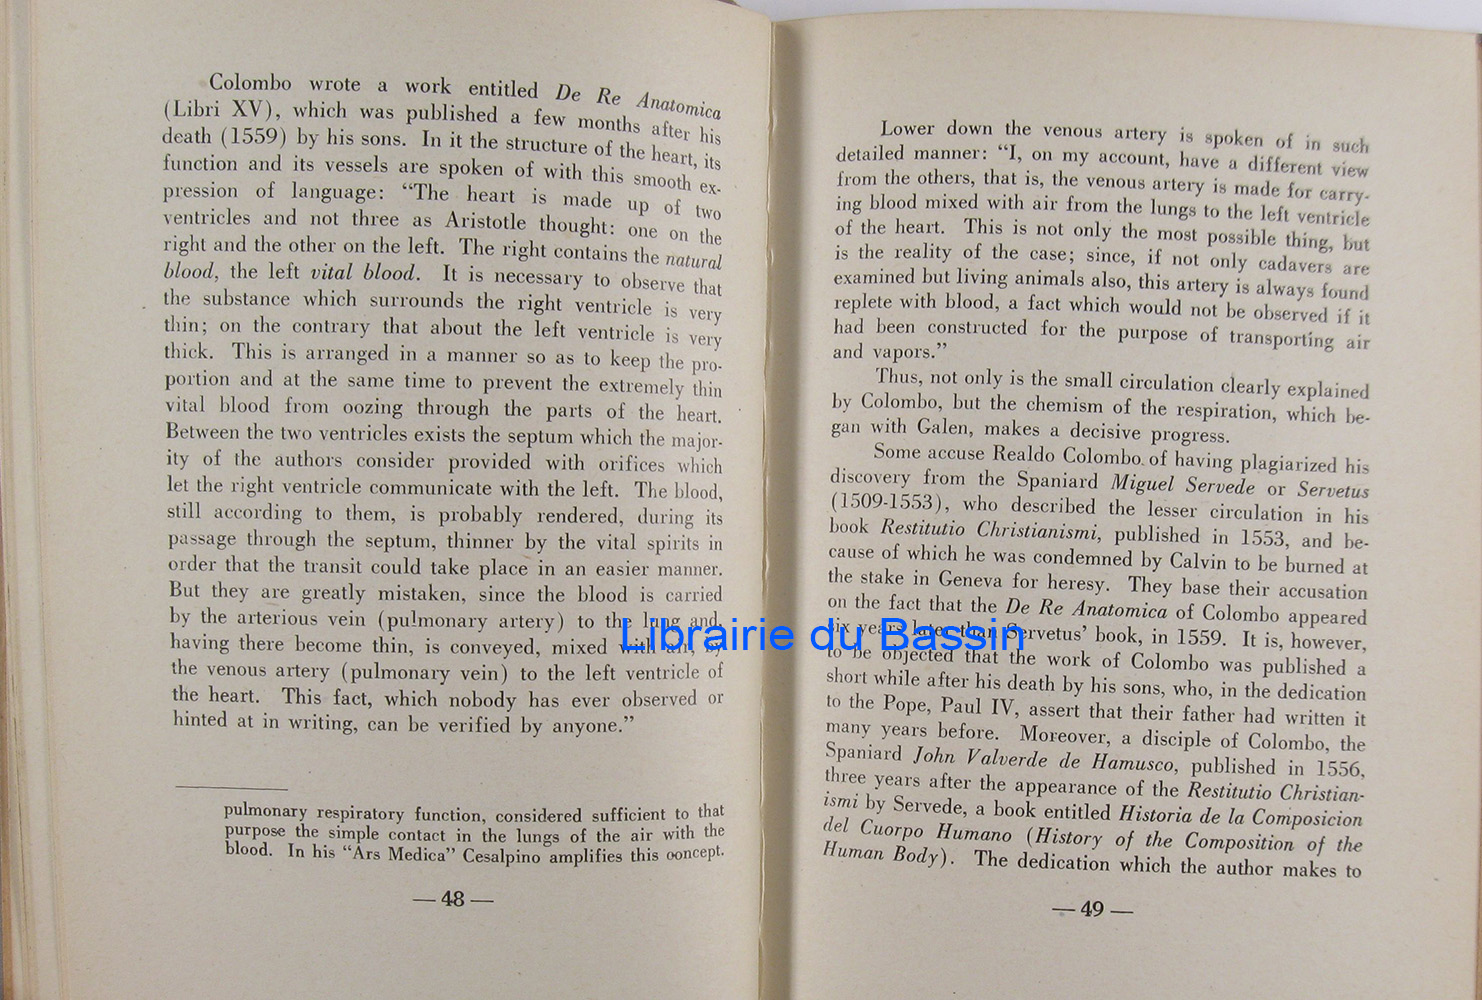 Colombo wrote a work entitled De Re Anatomica
(Libri XV), which was published a few months after his
death (1559) by his sons. In it the structure of the heart, its
function and its vessels are spoken of with this smooth ex-
pression of language: “The heart is made up of two
ventricles and not three as Aristotle thought: one on the
right and the other on the left. The right contains the natural
blood, the left vital blood. It is necessary to observe that
the substance which surrounds the right ventricle is very
thin; on the contrary that about the left ventricle is very
thick. This is arranged in a manner so as to keep the pro-
portion and at the same time to prevent the extremely thin
vital blood from oozing through the parts of the heart.
Between the two ventricles exists the septum which the major-
ity of the authors consider provided with orifices which
let the right ventricle communicate with the left. The blood,
still according to them, is probably rendered, during its
passage through the septum, thinner by the vital spirits in
order that the transit could take place in an easier manner.
But they are greatly mistaken, since the blood is carried
by the arterious vein (pulmonary artery) to the lung and,
having there become thin, is conveyed, mixed with air, by
the venous artery (pulmonary vein) to the left ventricle of
the heart. This fact, which nobody has ever observed or
hinted at in writing, can be verified by anyone.”
pulmonary respiratory function, considered sufficient to that
purpose the simple contact in the lungs of the air with the
blood. In his “Ars Medica” Cesalpino amplifies this concept.
— 48 —
Lower down the venous artery is spoken of in such
detailed manner: “I, on my account, have a different view
from the others, that is, the venous artery is made for carry-
ing blood mixed with air from the lungs to the left ventricle
of the heart. This is not only the most possible thing, but
is the reality of the case; since, if not only cadavers are
examined but living animals also, this artery is always found
replete with blood, a fact which would not be observed if it
had been constructed for the purpose of transporting air
and vapors.”
Thus, not only is the small circulation clearly explained
by Colombo, but the chemism of the respiration, which be-
gan with Galen, makes a decisive progress.
Some accuse Realdo Colombo of having plagiarized his
discovery from the Spaniard Miguel Servede or Servetus
(1509-1553), who described the lesser circulation in his
book Restitutio Christianismi, published in 1553, and be-
cause of which he was condemned by Calvin to be burned at
the stake in Geneva for heresy. They base their accusation
on the fact that the De Re Anatomica of Colombo appeared
six years later than Servetus’ book, in 1559. It is, however,
to be objected that the work of Colombo was published a
short while after his death by his sons, who, in the dedication
to the Pope, Paul IV, assert that their father had written it
many years before. Moreover, a disciple of Colombo, the
Spaniard John Valverde de Hamusco, published in 1556,
three years after the appearance of the Restitutio Christian-
ismi by Servede, a book entitled Historia de la Composicion
del Cuorpo Humano (History of the Composition of the
Human Body). The dedication which the author makes to
— 49 —
Librairie du Bassin